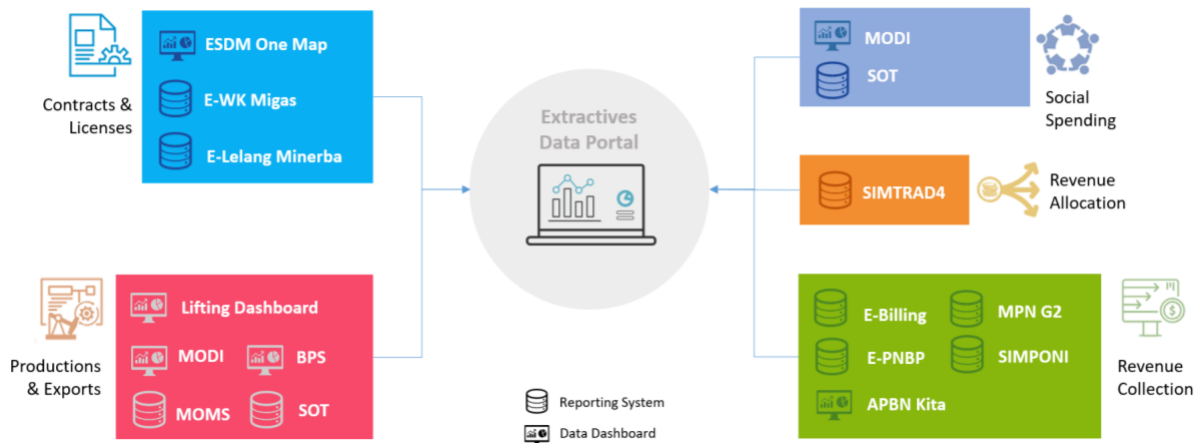 ESDM One Map
E-WK Migas
E-Lelang Minerba
Contracts &
Licenses
Extractives
Data Portal
MODI
SOT
Social
Spending
SIMTRAD4
Revenue
Allocation
Lifting Dashboard
MODI
BPS
MOMS
SOT
Productions
& Exports
E-Billing
MPN G2
E-PNBP
SIMPONI
APBN Kita
Revenue
Collection
Reporting System
Data Dashboard